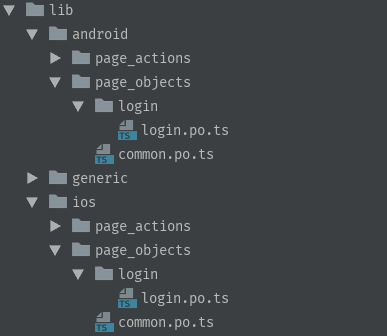 lib
android
page_actions
page_objects
login
TS login.po.ts
TS common.po.ts
generic
ios
page_actions
page_objects
login
TS login.po.ts
TS common.po.ts